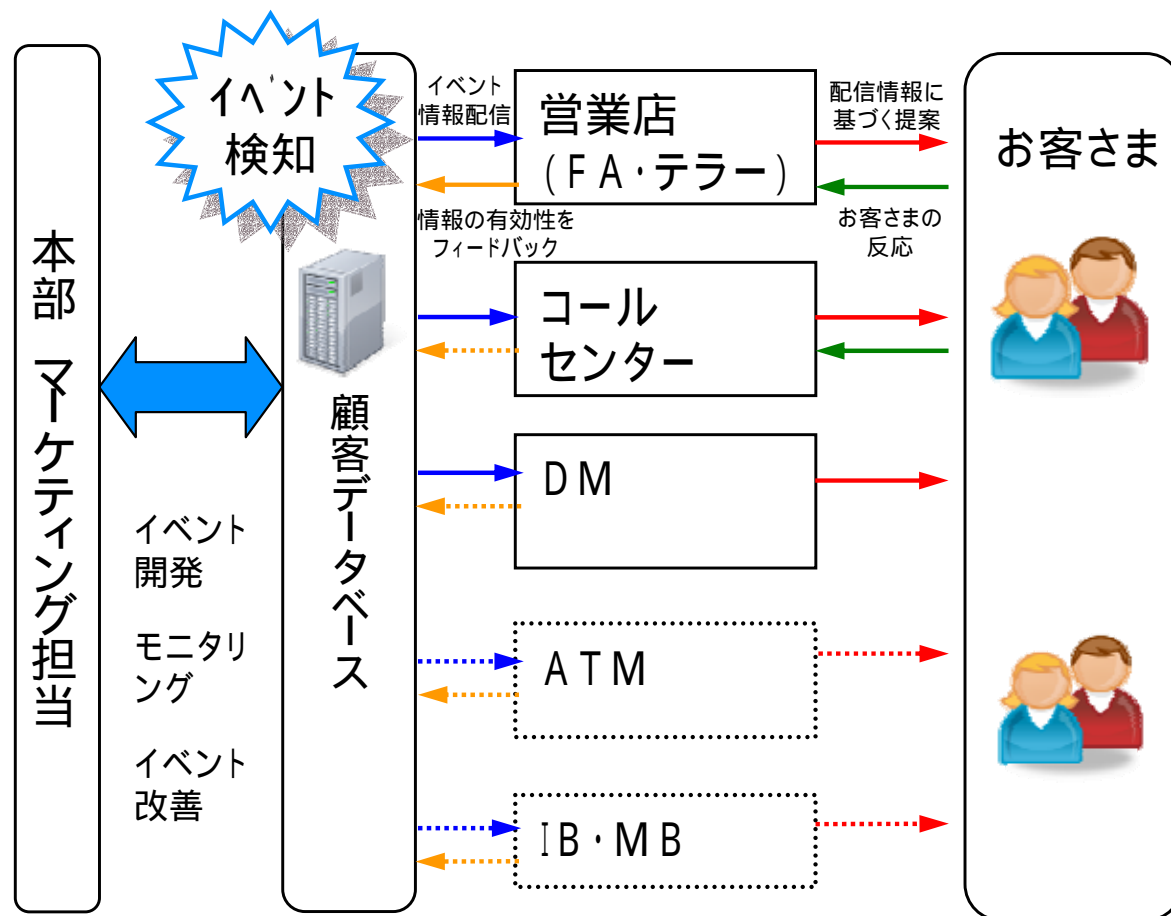 本部 マーケティング担当
イベント
検知
イベント
開発
モニタリ
ング
イベント
改善
顧客データベース
イベント
情報配信
情報の有効性を
フィードバック
営業店
(FA・テラー)
コール
センター
DM
ATM
IB・MB
配信情報に
基づく提案
お客さまの
反応
お客さま